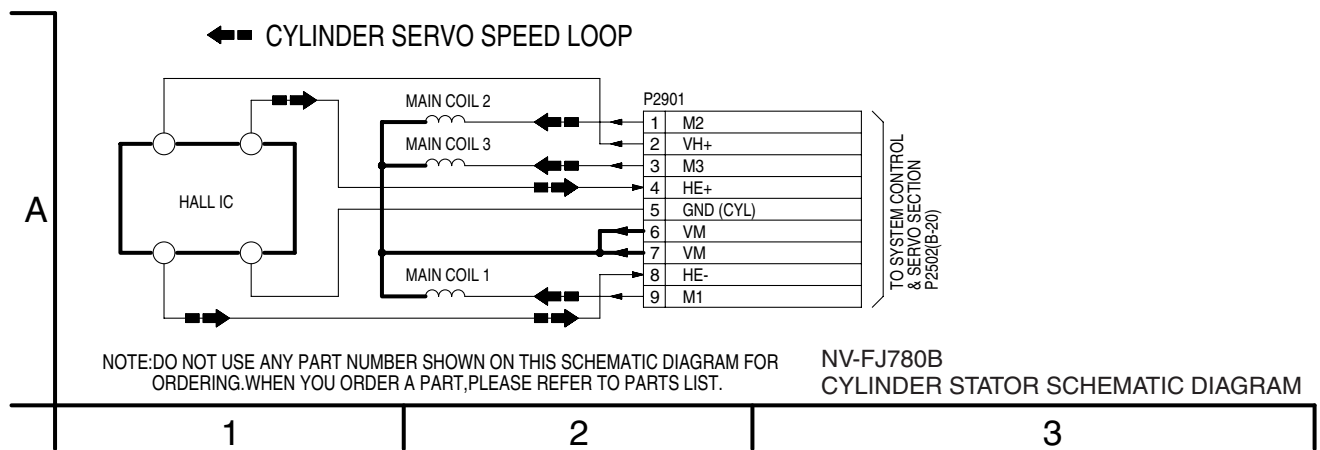 CYLINDER SERVO SPEED LOOP
MAIN COIL 2
P2901
1 M2
2 VH+
MAIN COIL 3
3 M3
4 HE+
A
HALL IC
5 GND (CYL)
6 VM
7 VM
MAIN COIL 1
8 HE-
9 M1
TO SYSTEM CONTROL
& SERVO SECTION
P2502(B-20)
NOTE:DO NOT USE ANY PART NUMBER SHOWN ON THIS SCHEMATIC DIAGRAM FOR
ORDERING.WHEN YOU ORDER A PART,PLEASE REFER TO PARTS LIST.
NV-FJ780B
CYLINDER STATOR SCHEMATIC DIAGRAM
1 2 3